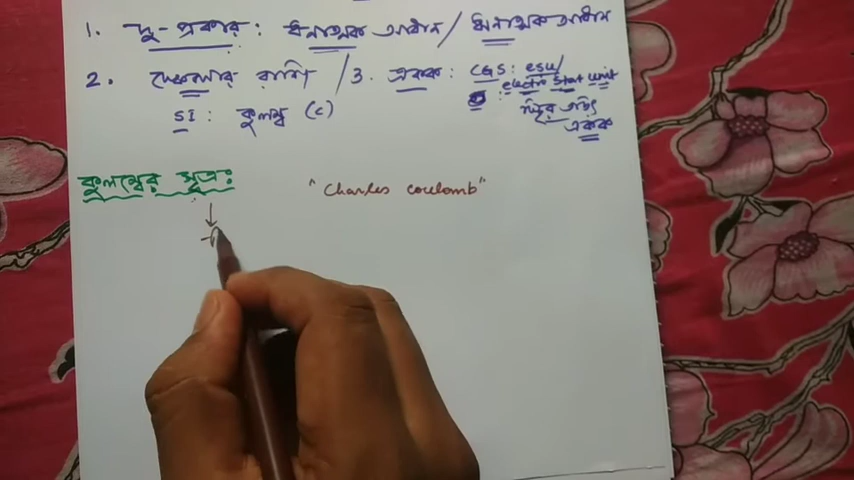 1. দু-প্রকার : ধনাত্মক আধান / ঋনাত্মক আধান
2. স্কেলার রাশি / 3. একক : CGS : esu /
: electro Stat unit
SI : কুলম্ব (C) স্থির তড়িৎ
একক
কুলম্বের সূত্রঃ "Charles coulomb"